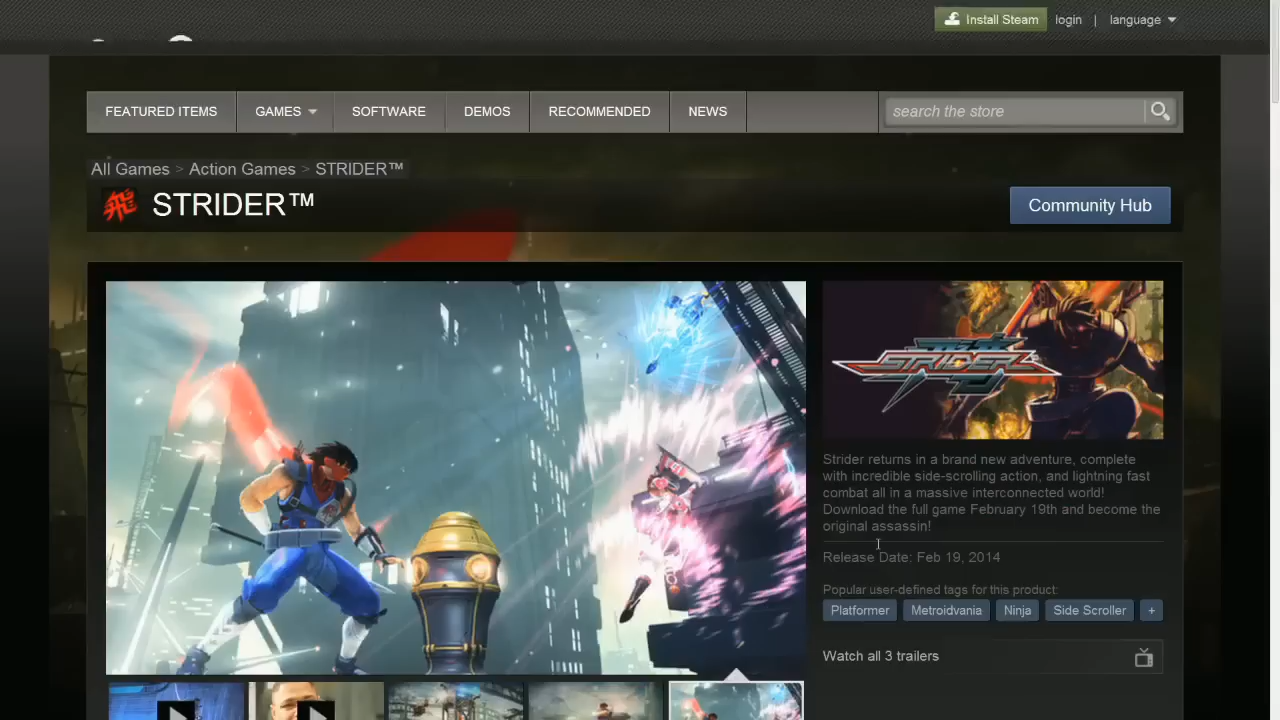 Install Steam
login | language
FEATURED ITEMS GAMES SOFTWARE DEMOS RECOMMENDED NEWS search the store
All Games > Action Games > STRIDER™
飛 STRIDER™
Community Hub
STRIDER
Strider returns in a brand new adventure, complete
with incredible side-scrolling action, and lightning fast
combat all in a massive interconnected world!
Download the full game February 19th and become the
original assassin!
Release Date: Feb 19, 2014
Popular user-defined tags for this product:
Platformer Metroidvania Ninja Side Scroller +
Watch all 3 trailers